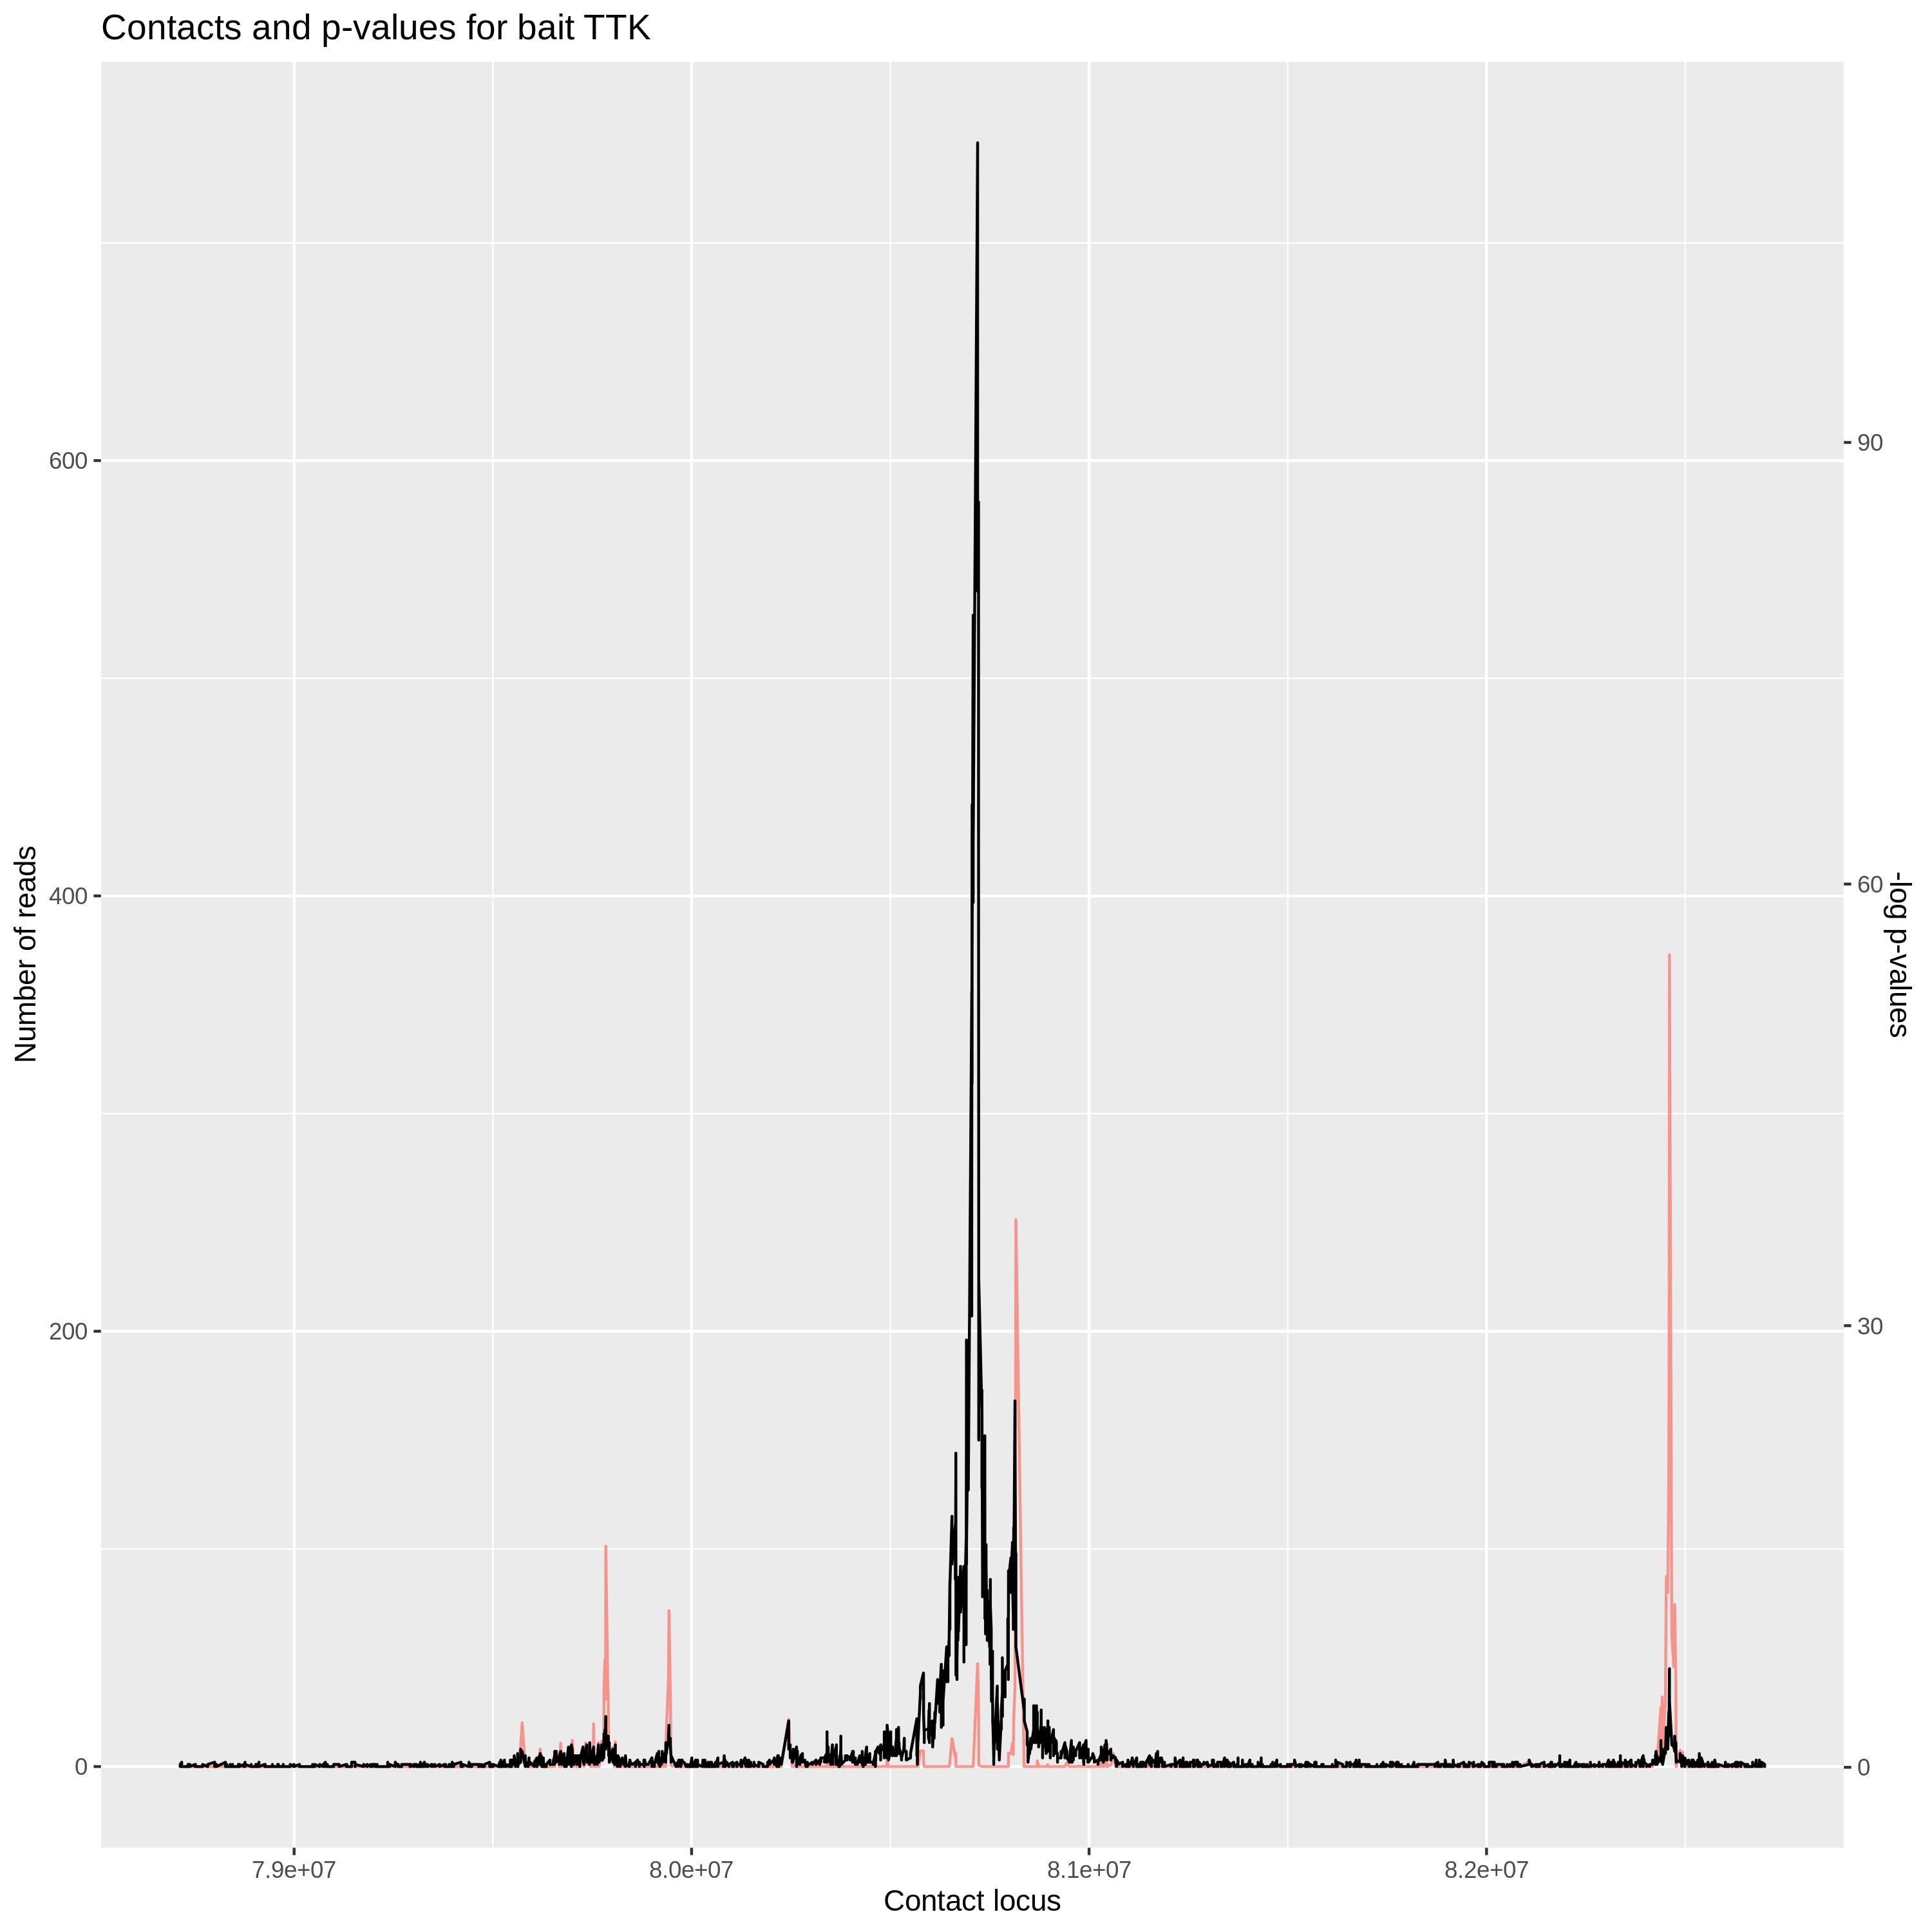 Contacts and p-values for bait TTK
Number of reads
600
400
200
0
90
60
30
0
-log p-values
7.9e+07
8.0e+07
8.1e+07
8.2e+07
Contact locus